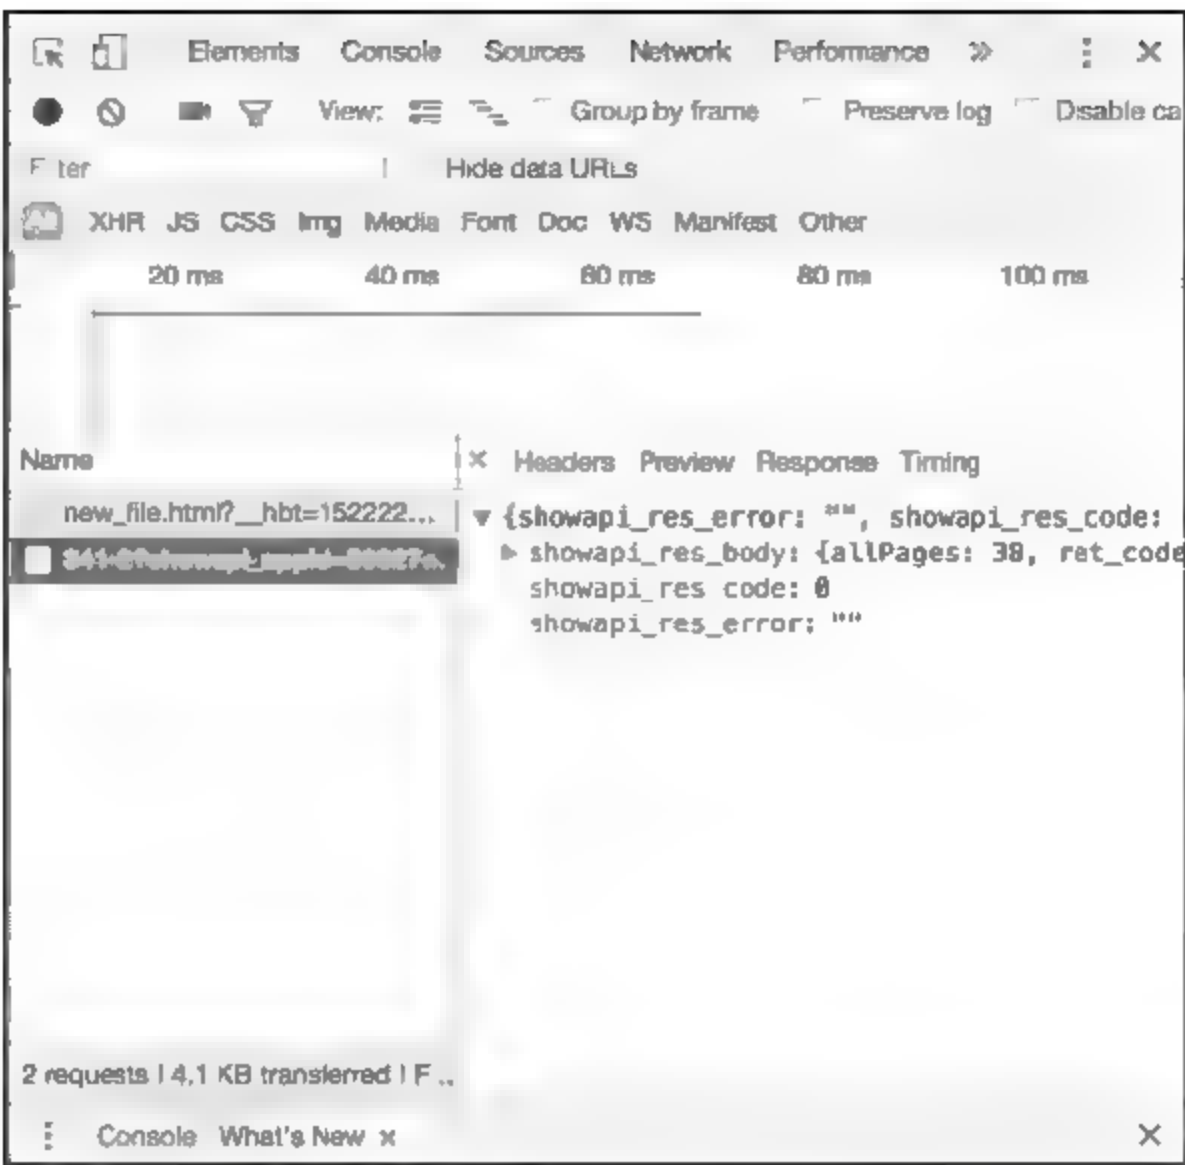 Elements Console Sources Network Performance »
View: Group by frame Preserve log Disable ca
Hide data URLs
XHR JS CSS Img Media Font Doc WS Manifest Other
20 ms 40 ms 60 ms 80 ms 100 ms
Name
× Headers Preview Response Timing
new_file.html?__hbt=152222...
▼ {showapi_res_error: "", showapi_res_code:
▶ showapi_res_body: {allPages: 38, ret_code
showapi_res_code: 0
showapi_res_error: ""
2 requests | 4.1 KB transferred | F ...
Console What's New ×